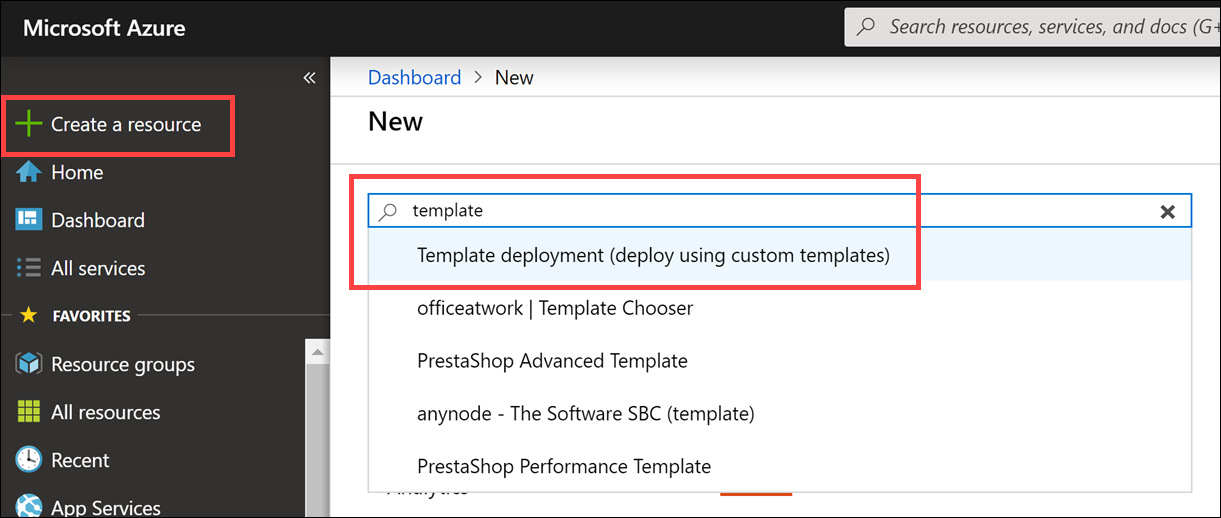 Microsoft Azure
Search resources, services, and docs (G+
«
Dashboard > New
Create a resource
New
Home
template
Dashboard
Template deployment (deploy using custom templates)
All services
officeatwork | Template Chooser
FAVORITES
PrestaShop Advanced Template
Resource groups
All resources
anynode - The Software SBC (template)
Recent
PrestaShop Performance Template
Analytics
App Services